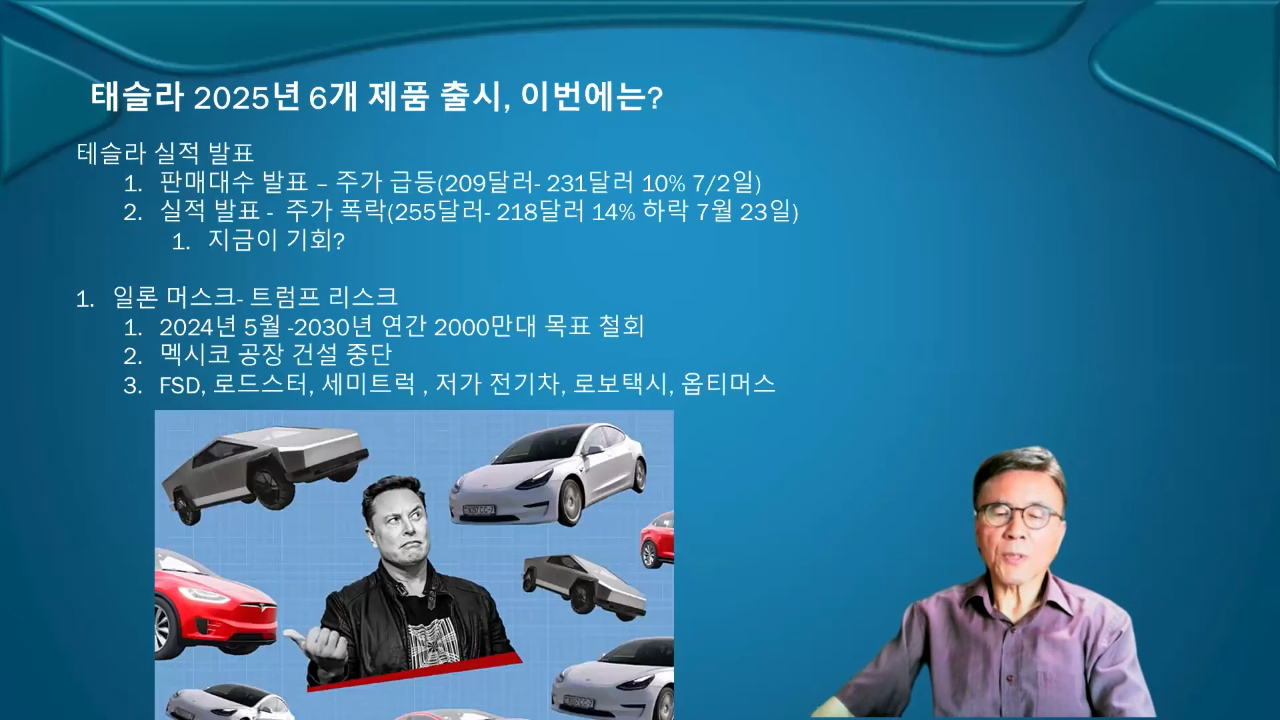 태슬라 2025년 6개 제품 출시, 이번에는?
테슬라 실적 발표
1. 판매대수 발표 – 주가 급등(209달러- 231달러 10% 7/2일)
2. 실적 발표 - 주가 폭락(255달러- 218달러 14% 하락 7월 23일)
1. 지금이 기회?
1. 일론 머스크- 트럼프 리스크
1. 2024년 5월 -2030년 연간 2000만대 목표 철회
2. 멕시코 공장 건설 중단
3. FSD, 로드스터, 세미트럭 , 저가 전기차, 로보택시, 옵티머스